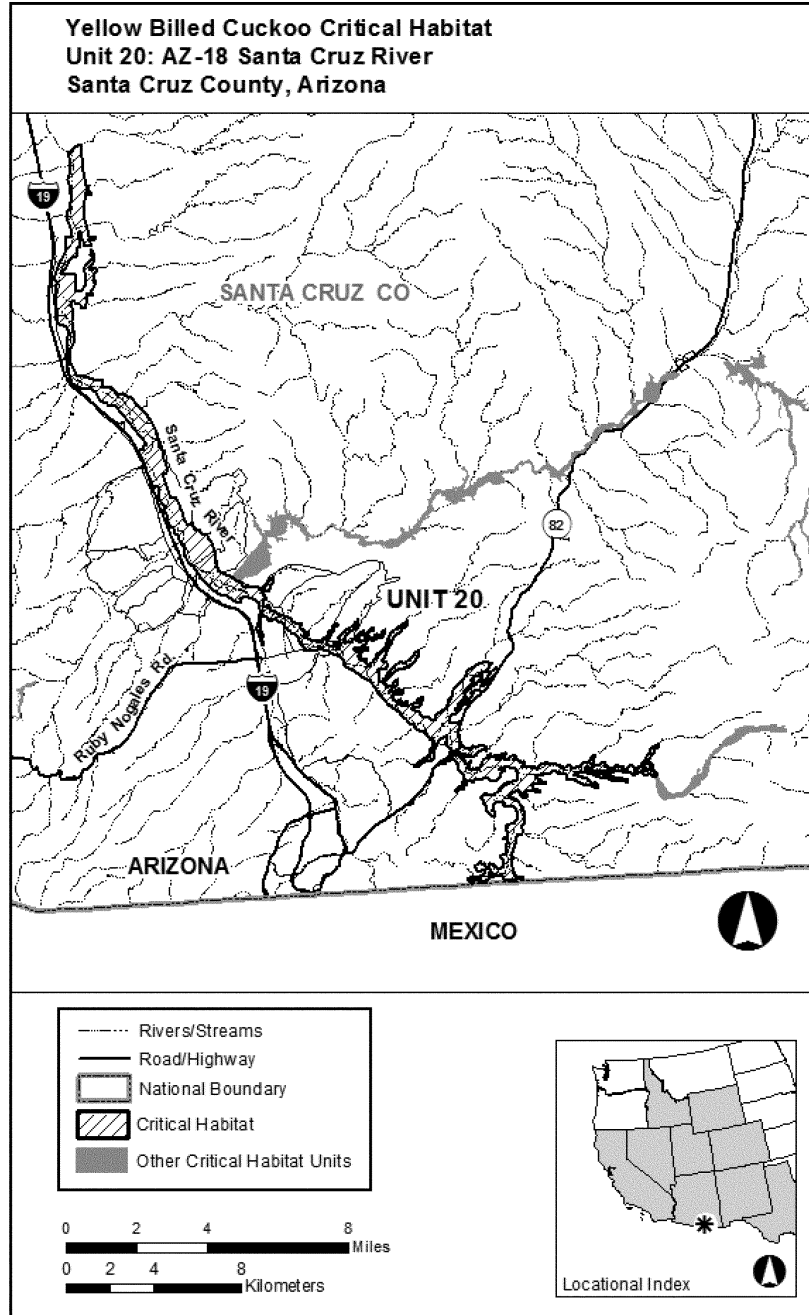 Yellow Billed Cuckoo Critical Habitat
Unit 20: AZ-18 Santa Cruz River
Santa Cruz County, Arizona
19
SANTA CRUZ CO
Santa Cruz River
82
UNIT 20
19
Ruby Nogales Rd.
ARIZONA
MEXICO
Rivers/Streams
Road/Highway
National Boundary
Critical Habitat
Other Critical Habitat Units
0 2 4 8
Miles
0 2 4 8
Kilometers
Locational Index